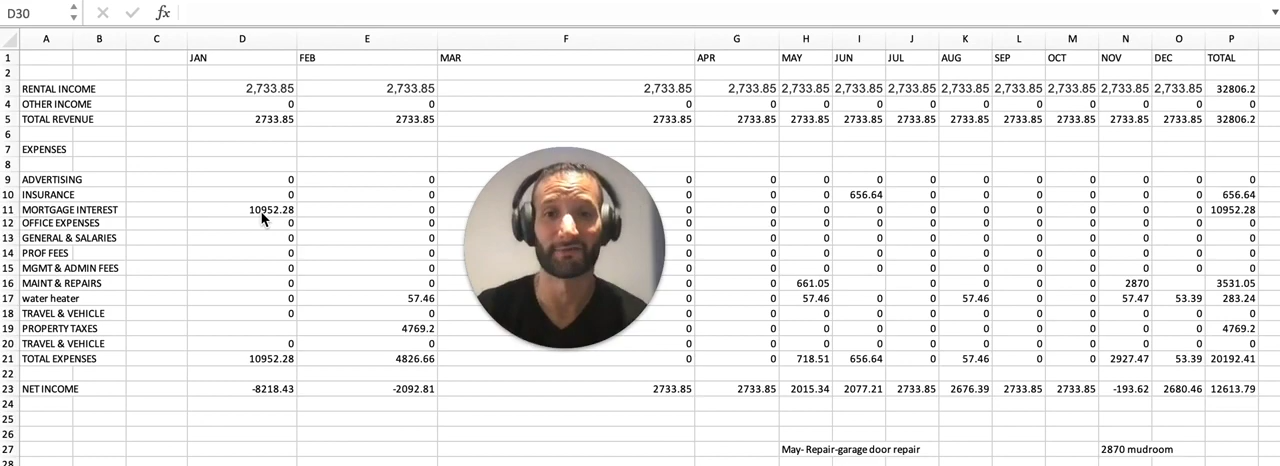 D30 fx
A B C D E F G H I J K L M N O P
1 JAN FEB MAR APR MAY JUN JUL AUG SEP OCT NOV DEC TOTAL
2
3 RENTAL INCOME 2,733.85 2,733.85 2,733.85 2,733.85 2,733.85 2,733.85 2,733.85 2,733.85 2,733.85 2,733.85 2,733.85 2,733.85 32806.2
4 OTHER INCOME 0 0 0 0 0 0 0 0 0 0 0 0 0
5 TOTAL REVENUE 2733.85 2733.85 2733.85 2733.85 2733.85 2733.85 2733.85 2733.85 2733.85 2733.85 2733.85 2733.85 32806.2
6
7 EXPENSES
8
9 ADVERTISING 0 0 0 0 0 0 0 0 0 0 0 0
10 INSURANCE 0 0 0 0 656.64 0 0 0 0 0 0 656.64
11 MORTGAGE INTEREST 10952.28 0 0 0 0 0 0 0 0 0 0 10952.28
12 OFFICE EXPENSES 0 0 0 0 0 0 0 0 0 0 0 0
13 GENERAL & SALARIES 0 0 0 0 0 0 0 0 0 0 0 0
14 PROF FEES 0 0 0 0 0 0 0 0 0 0 0 0
15 MGMT & ADMIN FEES 0 0 0 0 0 0 0 0 0 0 0 0
16 MAINT & REPAIRS 0 0 0 661.05 0 0 0 0 2870 3531.05
17 water heater 0 57.46 0 57.46 0 0 57.46 0 0 57.47 53.39 283.24
18 TRAVEL & VEHICLE 0 0 0 0 0 0 0 0 0 0 0 0
19 PROPERTY TAXES 4769.2 0 0 0 0 0 0 0 0 0 4769.2
20 TRAVEL & VEHICLE 0 0 0 0 0 0 0 0 0 0 0 0
21 TOTAL EXPENSES 10952.28 4826.66 0 0 718.51 656.64 0 57.46 0 0 2927.47 53.39 20192.41
22
23 NET INCOME -8218.43 -2092.81 2733.85 2733.85 2015.34 2077.21 2733.85 2676.39 2733.85 2733.85 -193.62 2680.46 12613.79
24
25
26
27 May- Repair-garage door repair 2870 mudroom
28